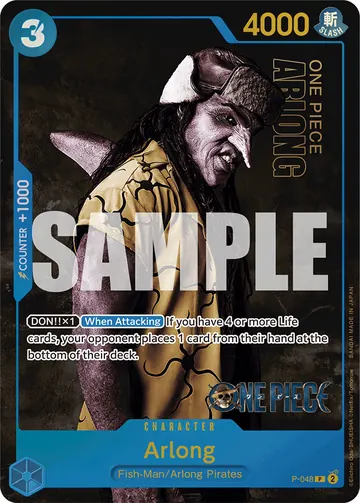 3
4000
斬
SLASH
ONE PIECE
ARLONG
COUNTER +1000
SAMPLE
DON!!×1 When Attacking If you have 4 or more Life
cards, your opponent places 1 card from their hand at the
bottom of their deck.
ONE PIECE
CHARACTER
Arlong
Fish-Man/Arlong Pirates
P-048 P 2
BANDAI MADE IN JAPAN